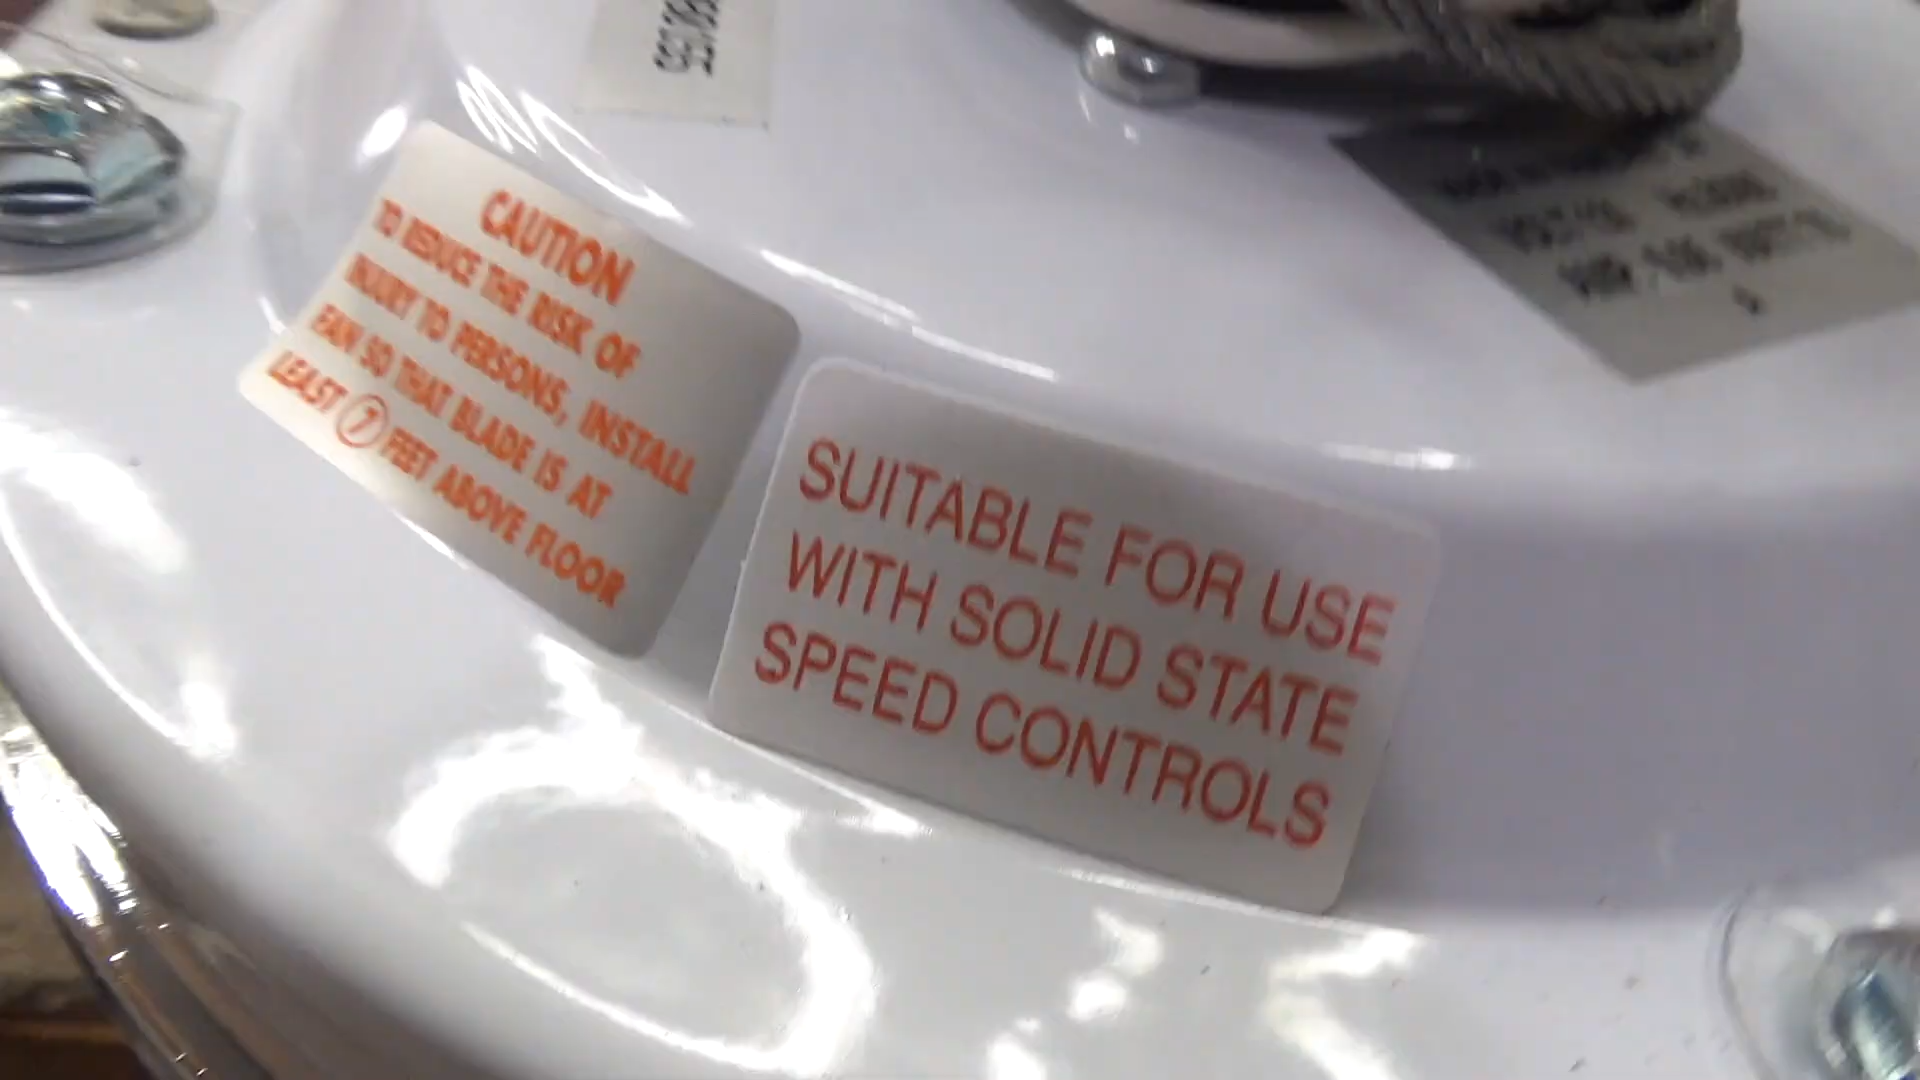 CAUTION
TO REDUCE THE RISK OF
INJURY TO PERSONS, INSTALL
FAN SO THAT BLADE IS AT
LEAST 7 FEET ABOVE FLOOR
SUITABLE FOR USE
WITH SOLID STATE
SPEED CONTROLS